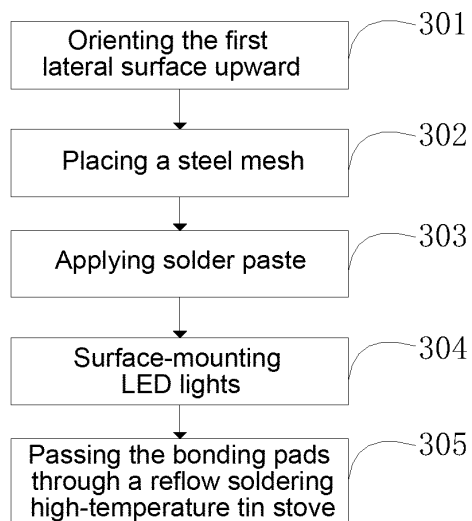 Orienting the first
lateral surface upward
301
Placing a steel mesh
302
Applying solder paste
303
Surface-mounting
LED lights
304
Passing the bonding pads
through a reflow soldering
high-temperature tin stove
305